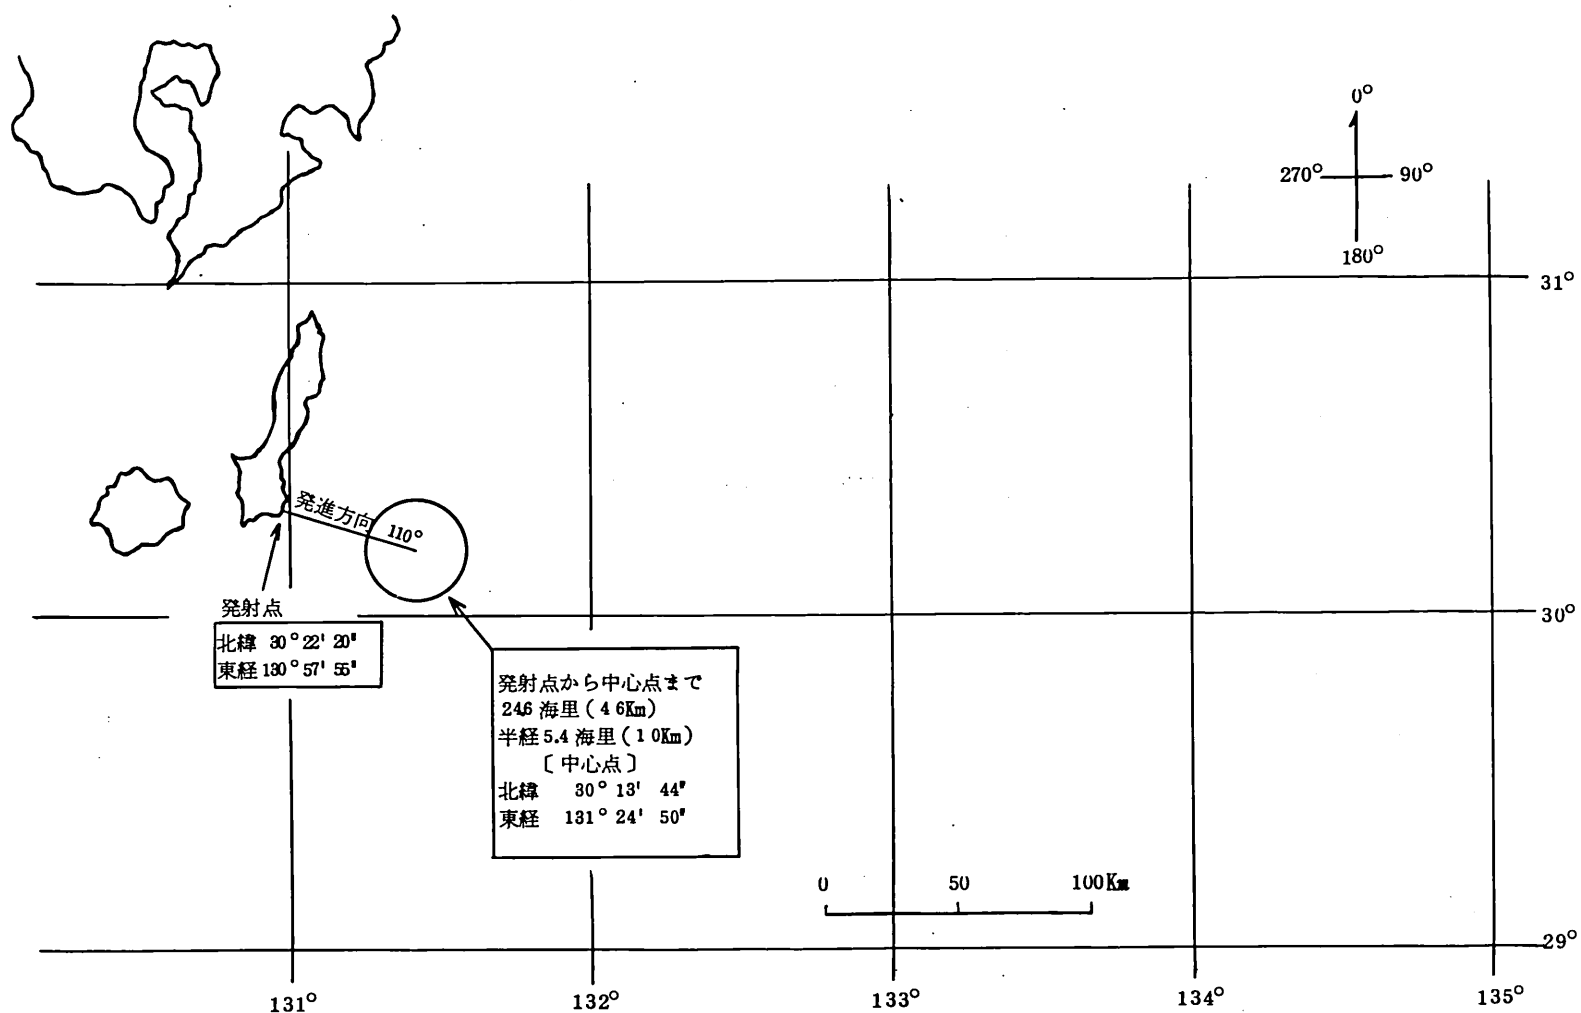 0°
270°
90°
180°
31°
発進方向 110°
発射点
北緯 30° 22' 20"
東経 130° 57' 55"
30°
発射点から中心点まで
24.6 海里 (46Km)
半経 5.4 海里 (10Km)
〔中心点〕
北緯 30° 13' 44"
東経 131° 24' 50"
0 50 100Km
29°
131° 132° 133° 134° 135°